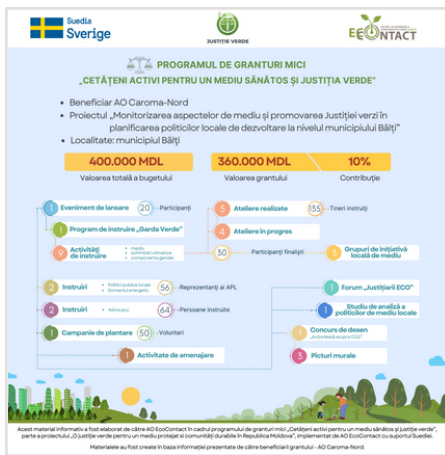 Suedia
Sverige
JUSTIȚIE VERDE
ECOCONTACT
PROGRAMUL DE GRANTURI MICI
„CETĂȚENI ACTIVI PENTRU UN MEDIU SĂNĂTOS ȘI JUSTIȚIA VERDE”
• Beneficiar AO Caroma-Nord
• Proiectul „Monitorizarea aspectelor de mediu și promovarea Justiției verzi în
planificarea politicilor locale de dezvoltare la nivelul municipiului Bălți”
• Localitate: municipiul Bălți
400.000 MDL 360.000 MDL 10%
Valoarea totală a bugetului Valoarea grantului Contribuție
1 Eveniment de lansare 20 Participanți
1 Program de instruire „Garda Verde”
9 Activități
de instruire
• mediu
• schimbări climatice
• componenta gender
5 Ateliere realizate 135 Tineri instruiți
4 Ateliere în progres
30 Participanți finaliști 3 Grupuri de inițiativă
locală de mediu
2 Instruiri • Politici publice locale
• Domeniul energetic
56 Reprezentanți ai APL
2 Instruiri • Advocacy 64 Persoane instruite
1 Campanie de plantare 50 Voluntari
1 Activitate de amenajare
1 Forum „Justițiarii ECO”
1 Studiu de analiză a
politicilor de mediu locale
1 Concurs de desen
3 Picturi murale
Acest material informativ a fost elaborat de către AO EcoContact în cadrul programului de granturi mici „Cetățeni activi pentru un mediu sănătos și justiție verde”,
parte a proiectului „O justiție verde pentru un mediu protejat si comunități durabile în Republica Moldova”, implementat de AO EcoContact cu suportul Suediei.
Materialele au fost create în baza informației prezentate de către beneficiarii grantului - AO Caroma-Nord.